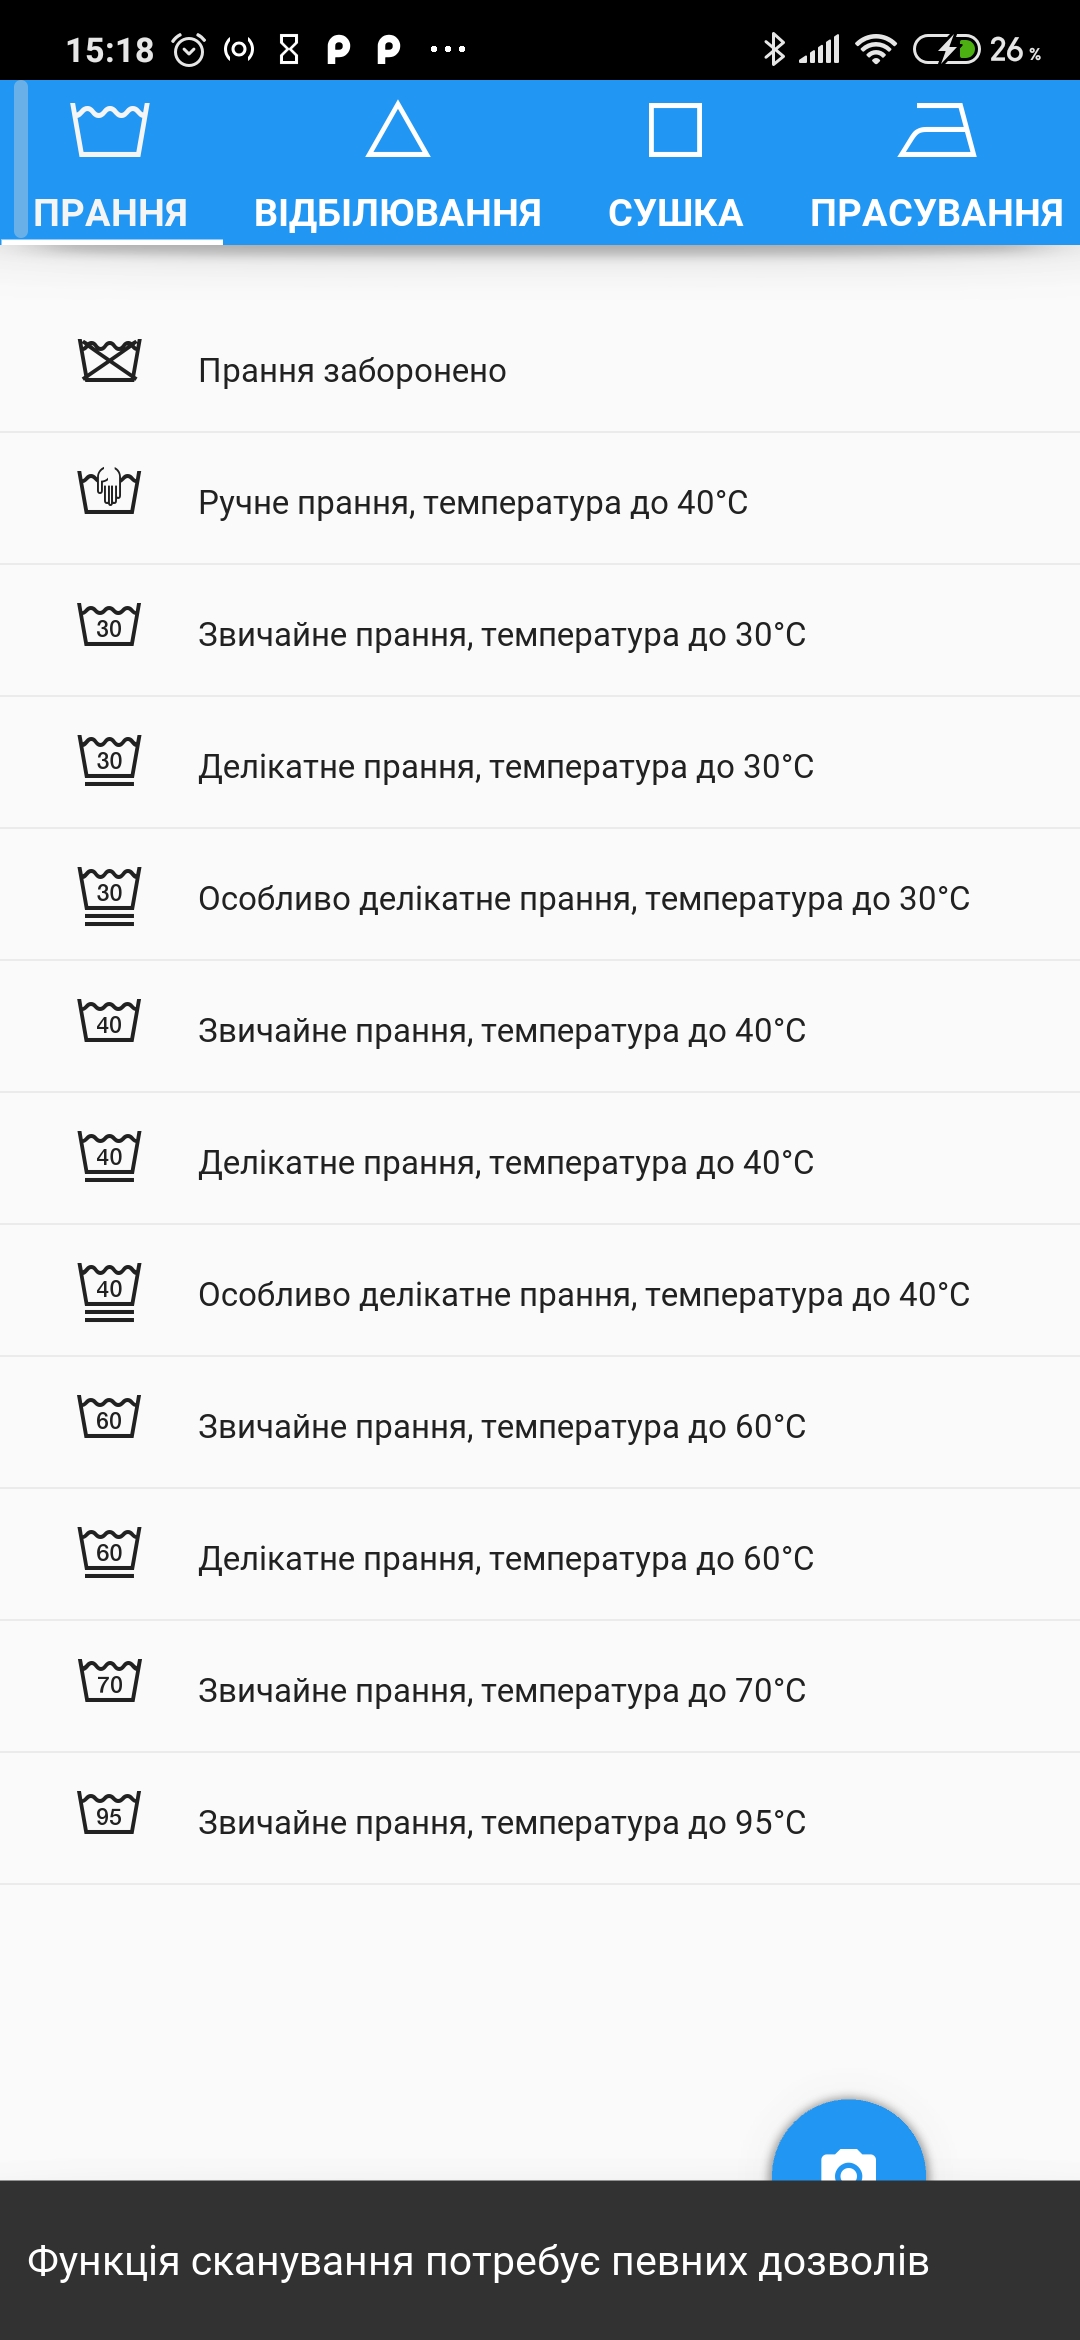 15:18 26 %
ПРАННЯ ВІДБІЛЮВАННЯ СУШКА ПРАСУВАННЯ
Прання заборонено
Ручне прання, температура до 40°C
30 Звичайне прання, температура до 30°C
30 Делікатне прання, температура до 30°C
30 Особливо делікатне прання, температура до 30°C
40 Звичайне прання, температура до 40°C
40 Делікатне прання, температура до 40°C
40 Особливо делікатне прання, температура до 40°C
60 Звичайне прання, температура до 60°C
60 Делікатне прання, температура до 60°C
70 Звичайне прання, температура до 70°C
95 Звичайне прання, температура до 95°C
Функція сканування потребує певних дозволів